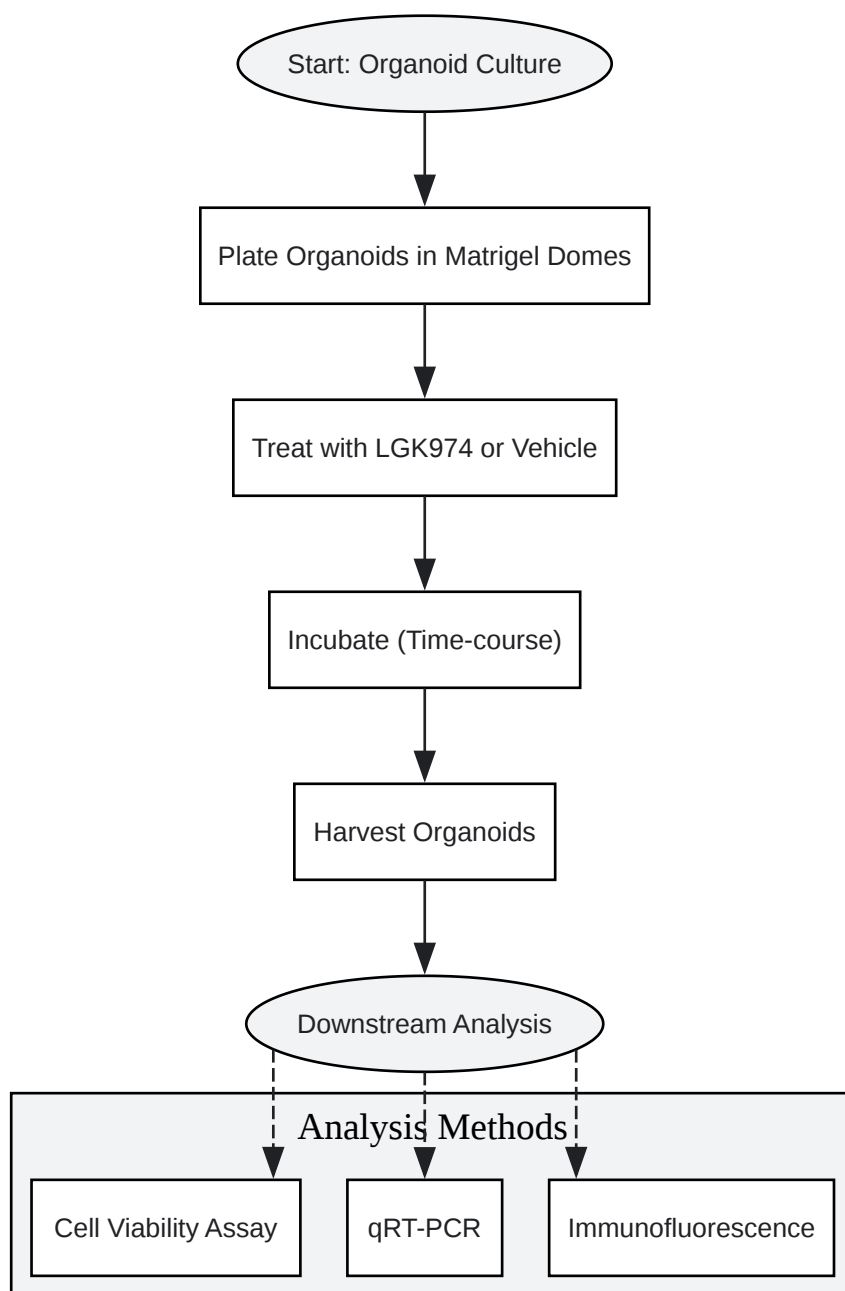 Start: Organoid Culture
Plate Organoids in Matrigel Domes
Treat with LGK974 or Vehicle
Incubate (Time-course)
Harvest Organoids
Downstream Analysis
Analysis Methods
Cell Viability Assay
qRT-PCR
Immunofluorescence